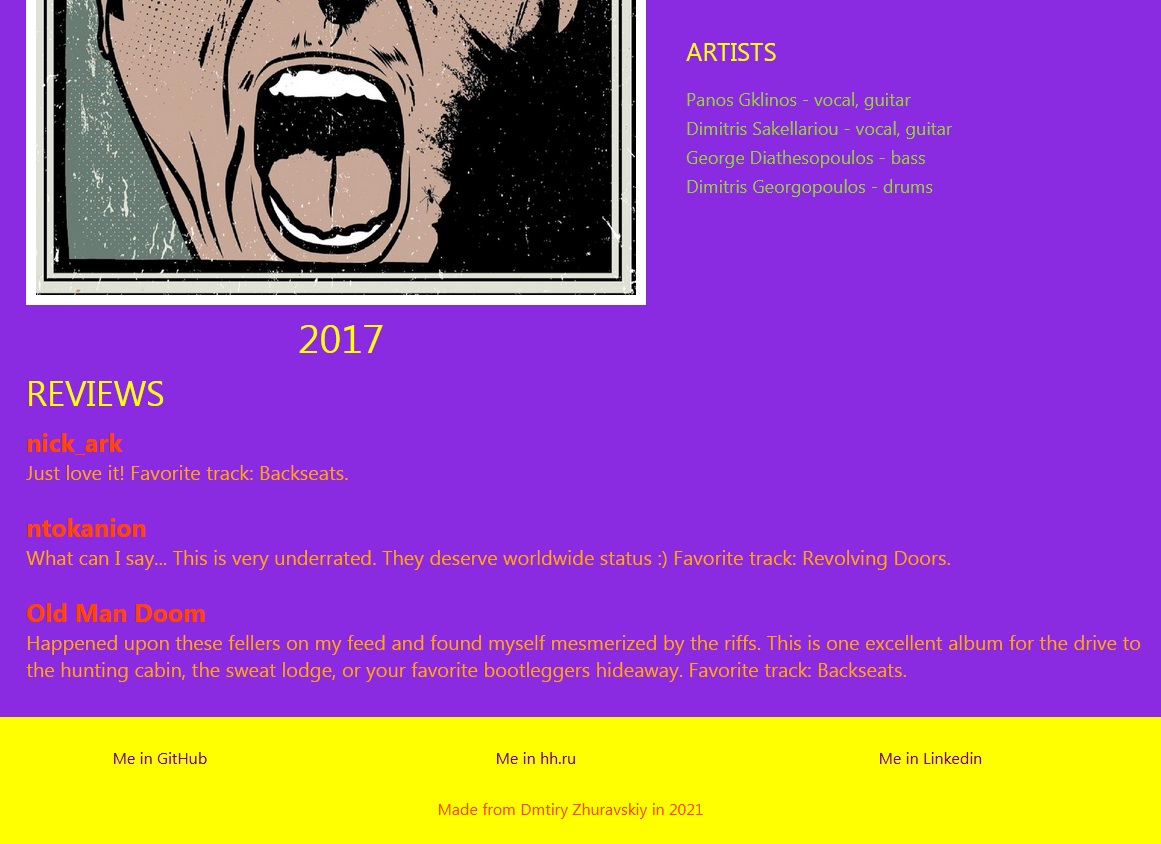 ARTISTS
Panos Gklinos - vocal, guitar
Dimitris Sakellariou - vocal, guitar
George Diathesopoulos - bass
Dimitris Georgopoulos - drums
2017
REVIEWS
nick_ark
Just love it! Favorite track: Backseats.
ntokanion
What can I say... This is very underrated. They deserve worldwide status :) Favorite track: Revolving Doors.
Old Man Doom
Happened upon these fellers on my feed and found myself mesmerized by the riffs. This is one excellent album for the drive to
the hunting cabin, the sweat lodge, or your favorite bootleggers hideaway. Favorite track: Backseats.
Me in GitHub
Me in hh.ru
Me in Linkedin
Made from Dmtiry Zhuravskiy in 2021